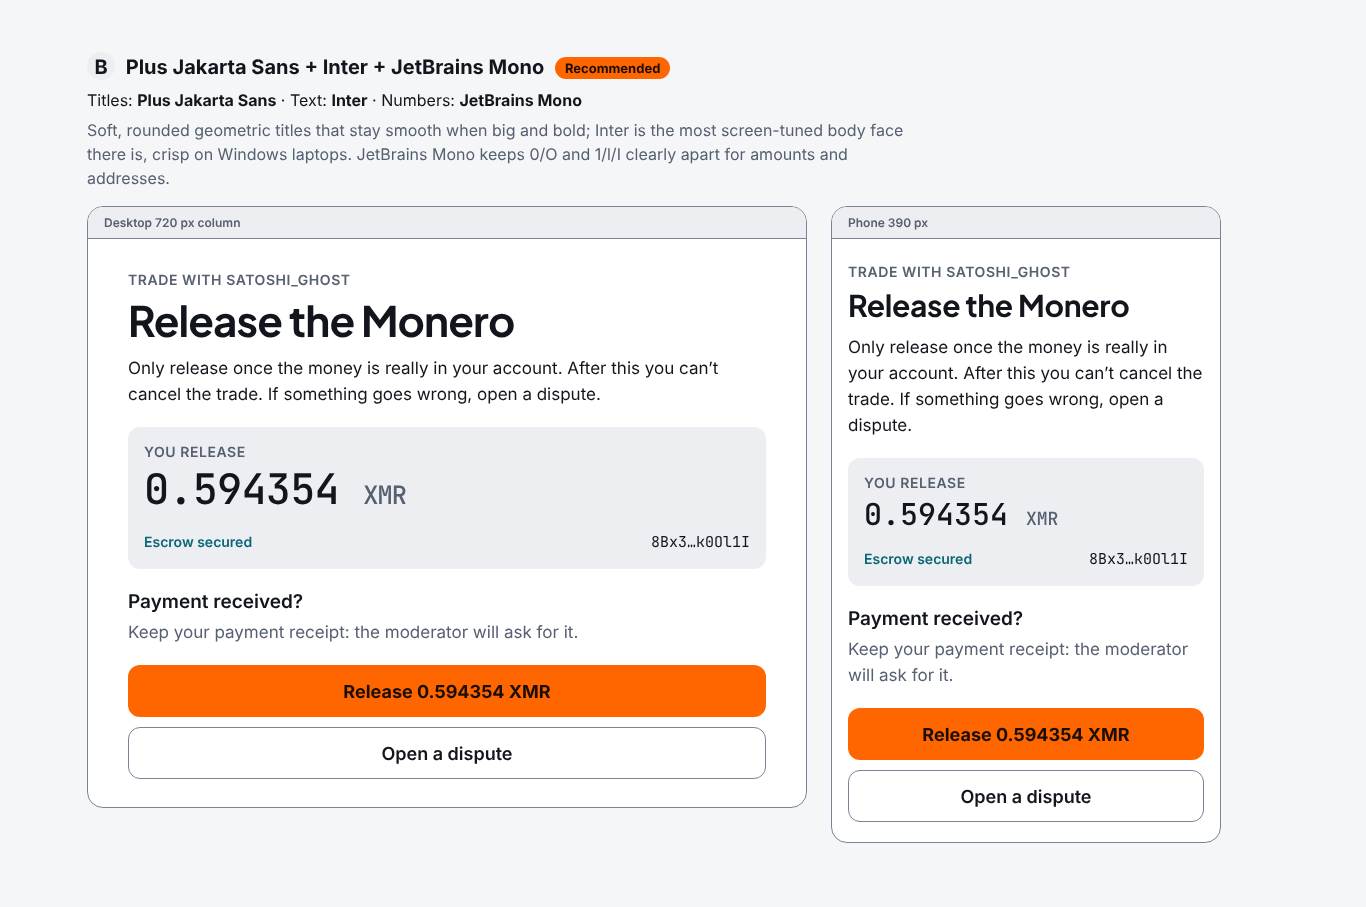 B Plus Jakarta Sans + Inter + JetBrains Mono Recommended
Titles: Plus Jakarta Sans · Text: Inter · Numbers: JetBrains Mono
Soft, rounded geometric titles that stay smooth when big and bold; Inter is the most screen-tuned body face
there is, crisp on Windows laptops. JetBrains Mono keeps 0/O and 1/l/I clearly apart for amounts and
addresses.
Desktop 720 px column
TRADE WITH SATOSHI_GHOST
Release the Monero
Only release once the money is really in your account. After this you can’t
cancel the trade. If something goes wrong, open a dispute.
YOU RELEASE
0.594354 XMR
Escrow secured 8Bx3…k0Ol1I
Payment received?
Keep your payment receipt: the moderator will ask for it.
Release 0.594354 XMR
Open a dispute
Phone 390 px
TRADE WITH SATOSHI_GHOST
Release the Monero
Only release once the money is really in
your account. After this you can’t cancel the
trade. If something goes wrong, open a
dispute.
YOU RELEASE
0.594354 XMR
Escrow secured 8Bx3…k0Ol1I
Payment received?
Keep your payment receipt: the moderator
will ask for it.
Release 0.594354 XMR
Open a dispute